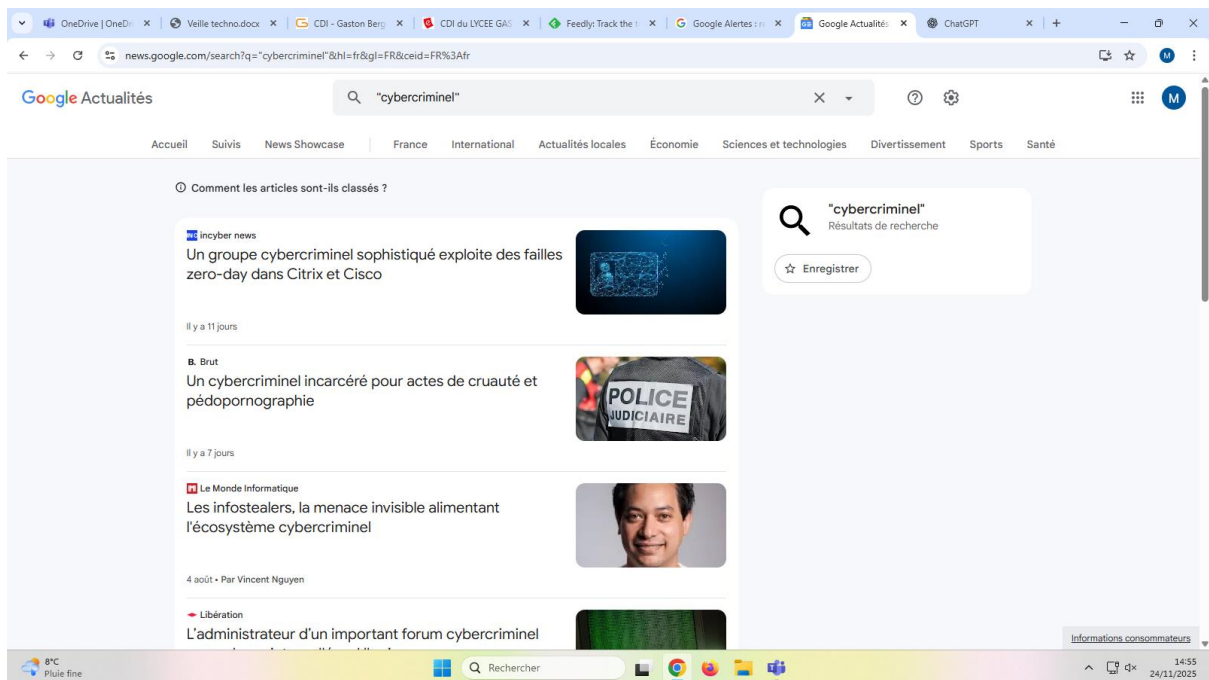 OneDrive | OneDri
Veille techno.docx
CDI - Gaston Berg
CDI du LYCEE GAS
Feedly: Track the t
Google Alertes : r
Google Actualités
ChatGPT
news.google.com/search?q="cybercriminel"&hl=fr&gl=FR&ceid=FR%3Afr
M
Google Actualités
"cybercriminel"
M
Accueil Suivis News Showcase France International Actualités locales Économie Sciences et technologies Divertissement Sports Santé
Comment les articles sont-ils classés ?
incyber news
Un groupe cybercriminel sophistiqué exploite des failles
zero-day dans Citrix et Cisco
Il y a 11 jours
B. Brut
Un cybercriminel incarcéré pour actes de cruauté et
pédopornographie
POLICE
JUDICIAIRE
Il y a 7 jours
Le Monde Informatique
Les infostealers, la menace invisible alimentant
l'écosystème cybercriminel
4 août • Par Vincent Nguyen
Libération
L'administrateur d'un important forum cybercriminel
"cybercriminel"
Résultats de recherche
Enregistrer
Informations consommateurs
8°C
Pluie fine
Rechercher
14:55
24/11/2025